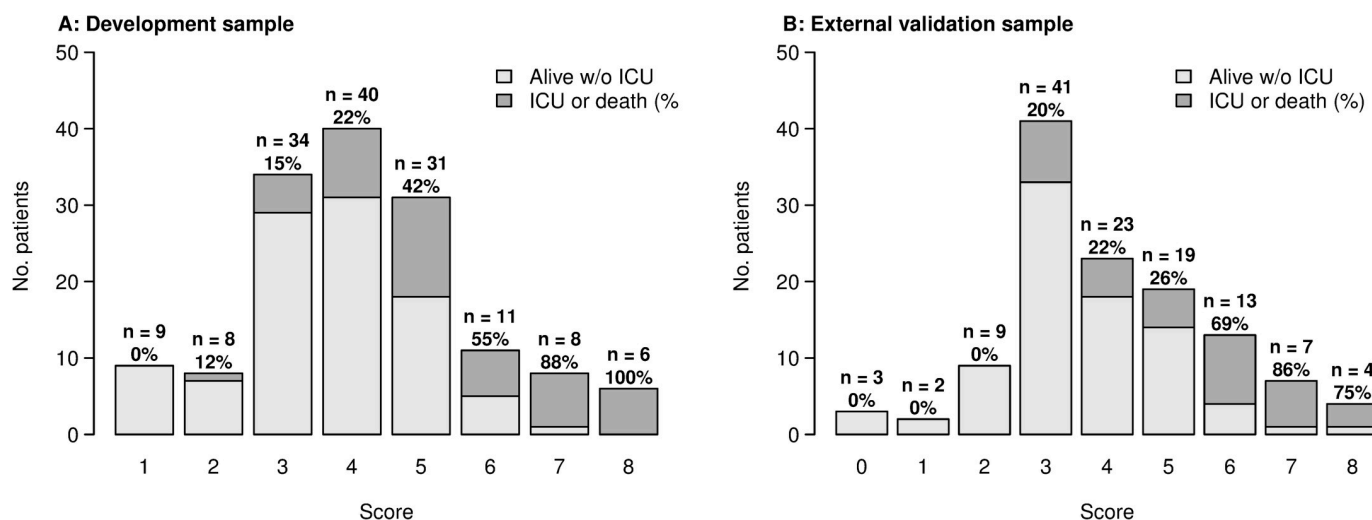 A: Development sample
No. patients
50
40
30
20
10
0
Alive w/o ICU
ICU or death (%
n = 9
0%
n = 8
12%
n = 34
15%
n = 40
22%
n = 31
42%
n = 11
55%
n = 8
88%
n = 6
100%
1 2 3 4 5 6 7 8
Score
B: External validation sample
No. patients
50
40
30
20
10
0
Alive w/o ICU
ICU or death (%)
n = 3
0%
n = 2
0%
n = 9
0%
n = 41
20%
n = 23
22%
n = 19
26%
n = 13
69%
n = 7
86%
n = 4
75%
0 1 2 3 4 5 6 7 8
Score